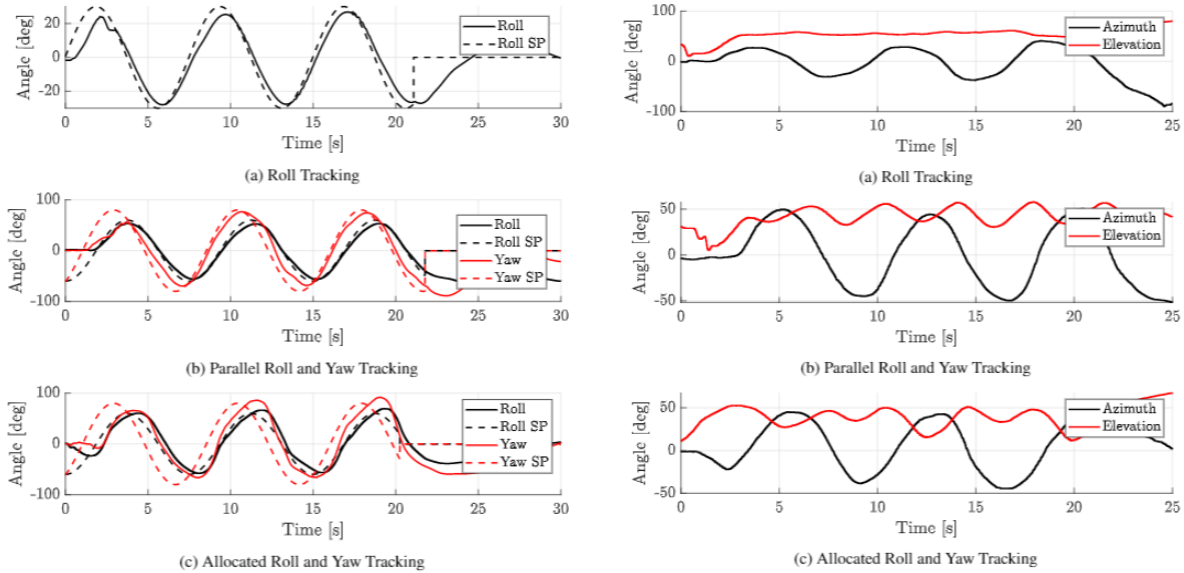 20
0
-20
Angle [deg]
Roll
Roll SP
0 5 10 15 20 25 30
Time [s]
(a) Roll Tracking
100
0
-100
Angle [deg]
Roll
Roll SP
Yaw
Yaw SP
0 5 10 15 20 25 30
Time [s]
(b) Parallel Roll and Yaw Tracking
100
0
-100
Angle [deg]
Roll
Roll SP
Yaw
Yaw SP
0 5 10 15 20 25 30
Time [s]
(c) Allocated Roll and Yaw Tracking
100
0
-100
Angle [deg]
Azimuth
Elevation
0 5 10 15 20 25
Time [s]
(a) Roll Tracking
50
0
-50
Angle [deg]
Azimuth
Elevation
0 5 10 15 20 25
Time [s]
(b) Parallel Roll and Yaw Tracking
50
0
-50
Angle [deg]
Azimuth
Elevation
0 5 10 15 20 25
Time [s]
(c) Allocated Roll and Yaw Tracking